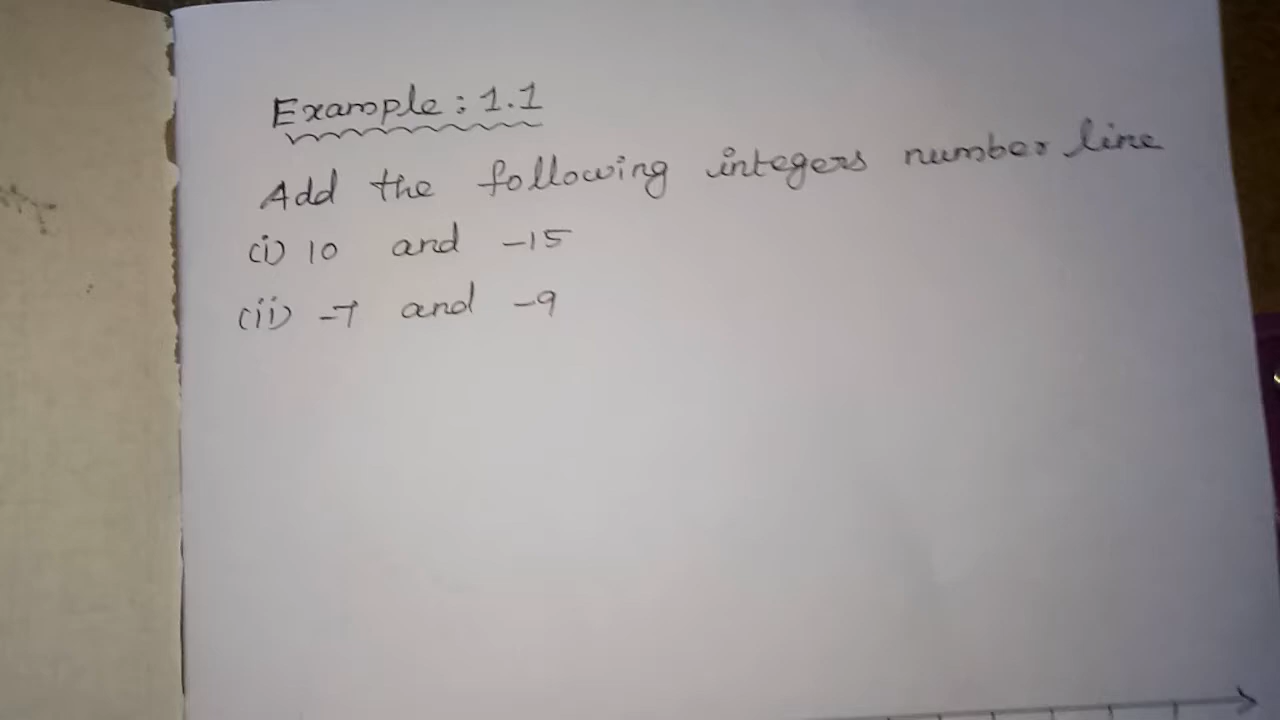 Example : 1.1
Add the following integers number line
(i) 10 and -15
(ii) -7 and -9